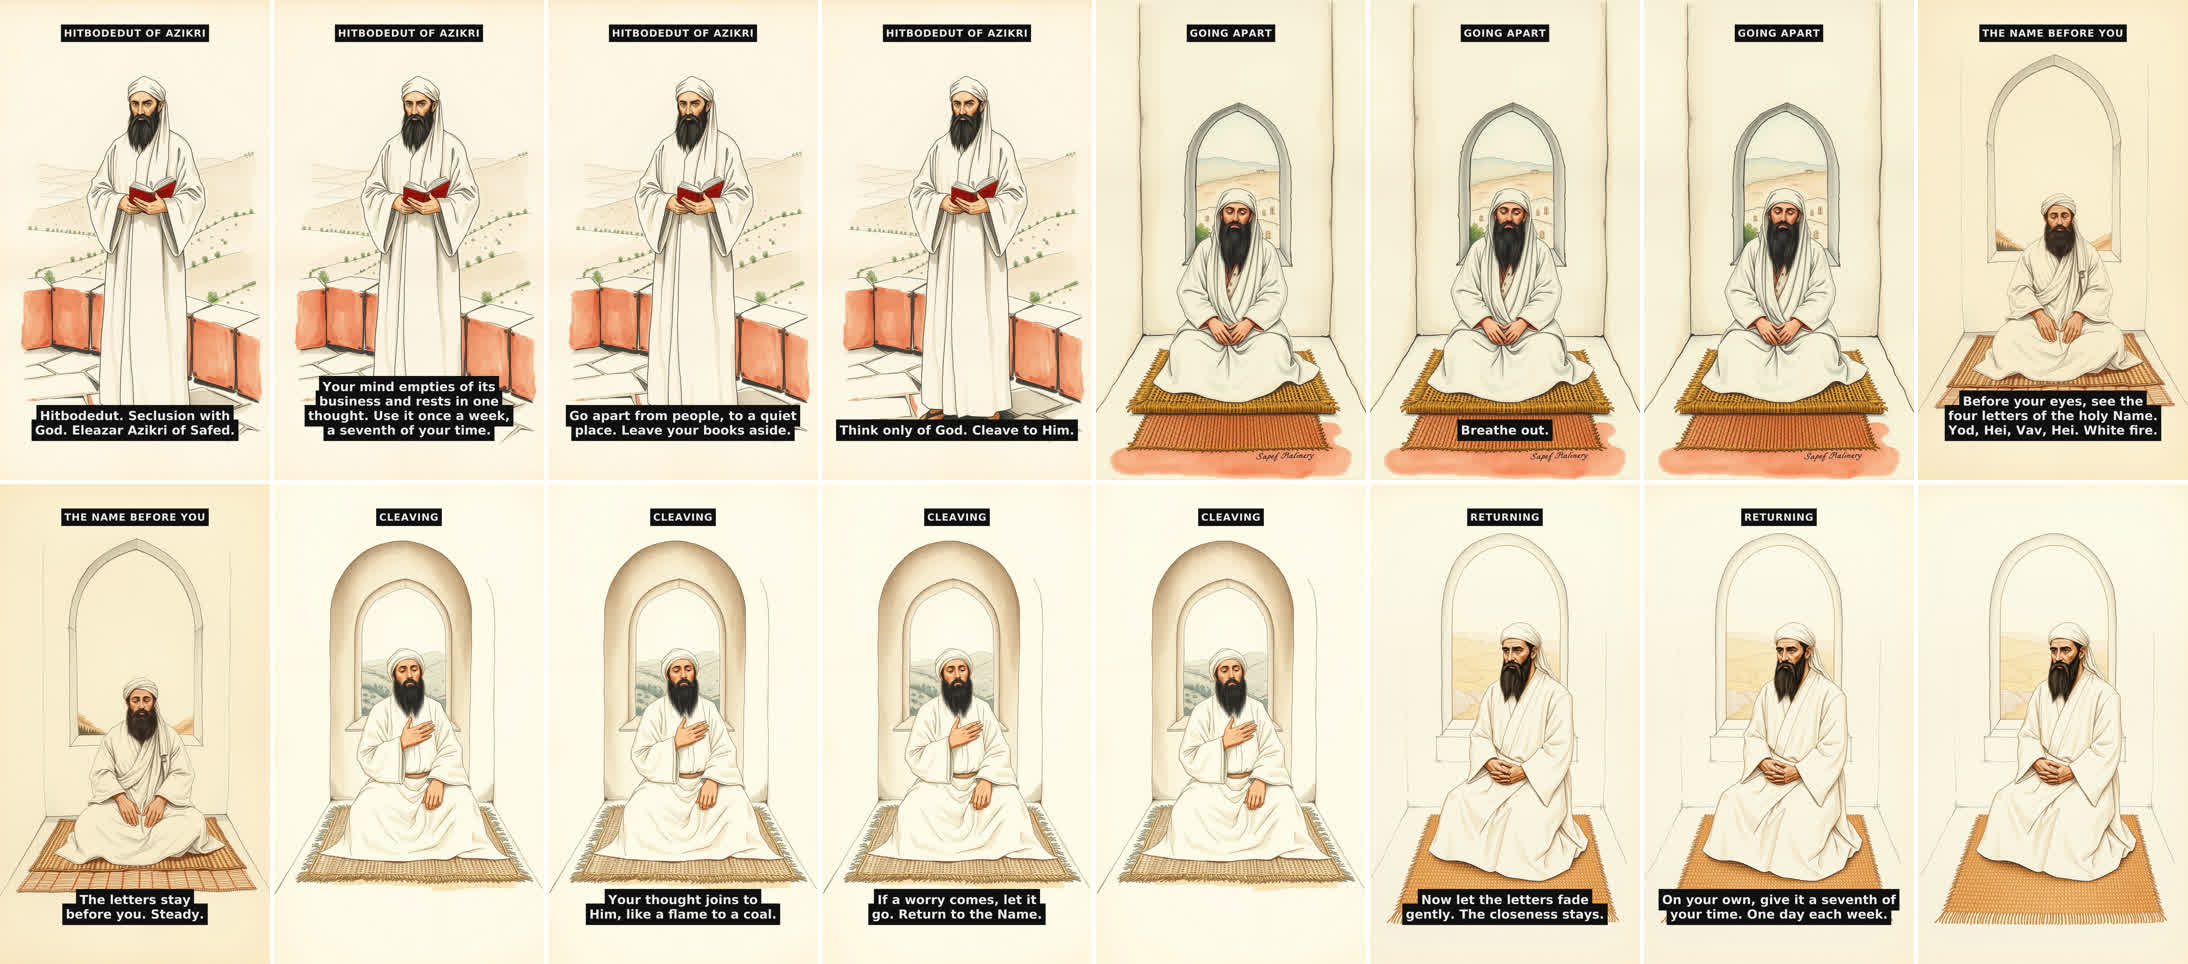 HITBODEDUT OF AZIKRI
Hitbodedut. Seclusion with
God. Eleazar Azikri of Safed.
HITBODEDUT OF AZIKRI
Your mind empties of its
business and rests in one
thought. Use it once a week,
a seventh of your time.
HITBODEDUT OF AZIKRI
Go apart from people, to a quiet
place. Leave your books aside.
HITBODEDUT OF AZIKRI
Think only of God. Cleave to Him.
GOING APART
GOING APART
Breathe out.
GOING APART
THE NAME BEFORE YOU
Before your eyes, see the
four letters of the holy Name.
Yod, Hei, Vav, Hei. White fire.
THE NAME BEFORE YOU
The letters stay
before you. Steady.
CLEAVING
CLEAVING
Your thought joins to
Him, like a flame to a coal.
CLEAVING
If a worry comes, let it
go. Return to the Name.
CLEAVING
RETURNING
Now let the letters fade
gently. The closeness stays.
RETURNING
On your own, give it a seventh of
your time. One day each week.